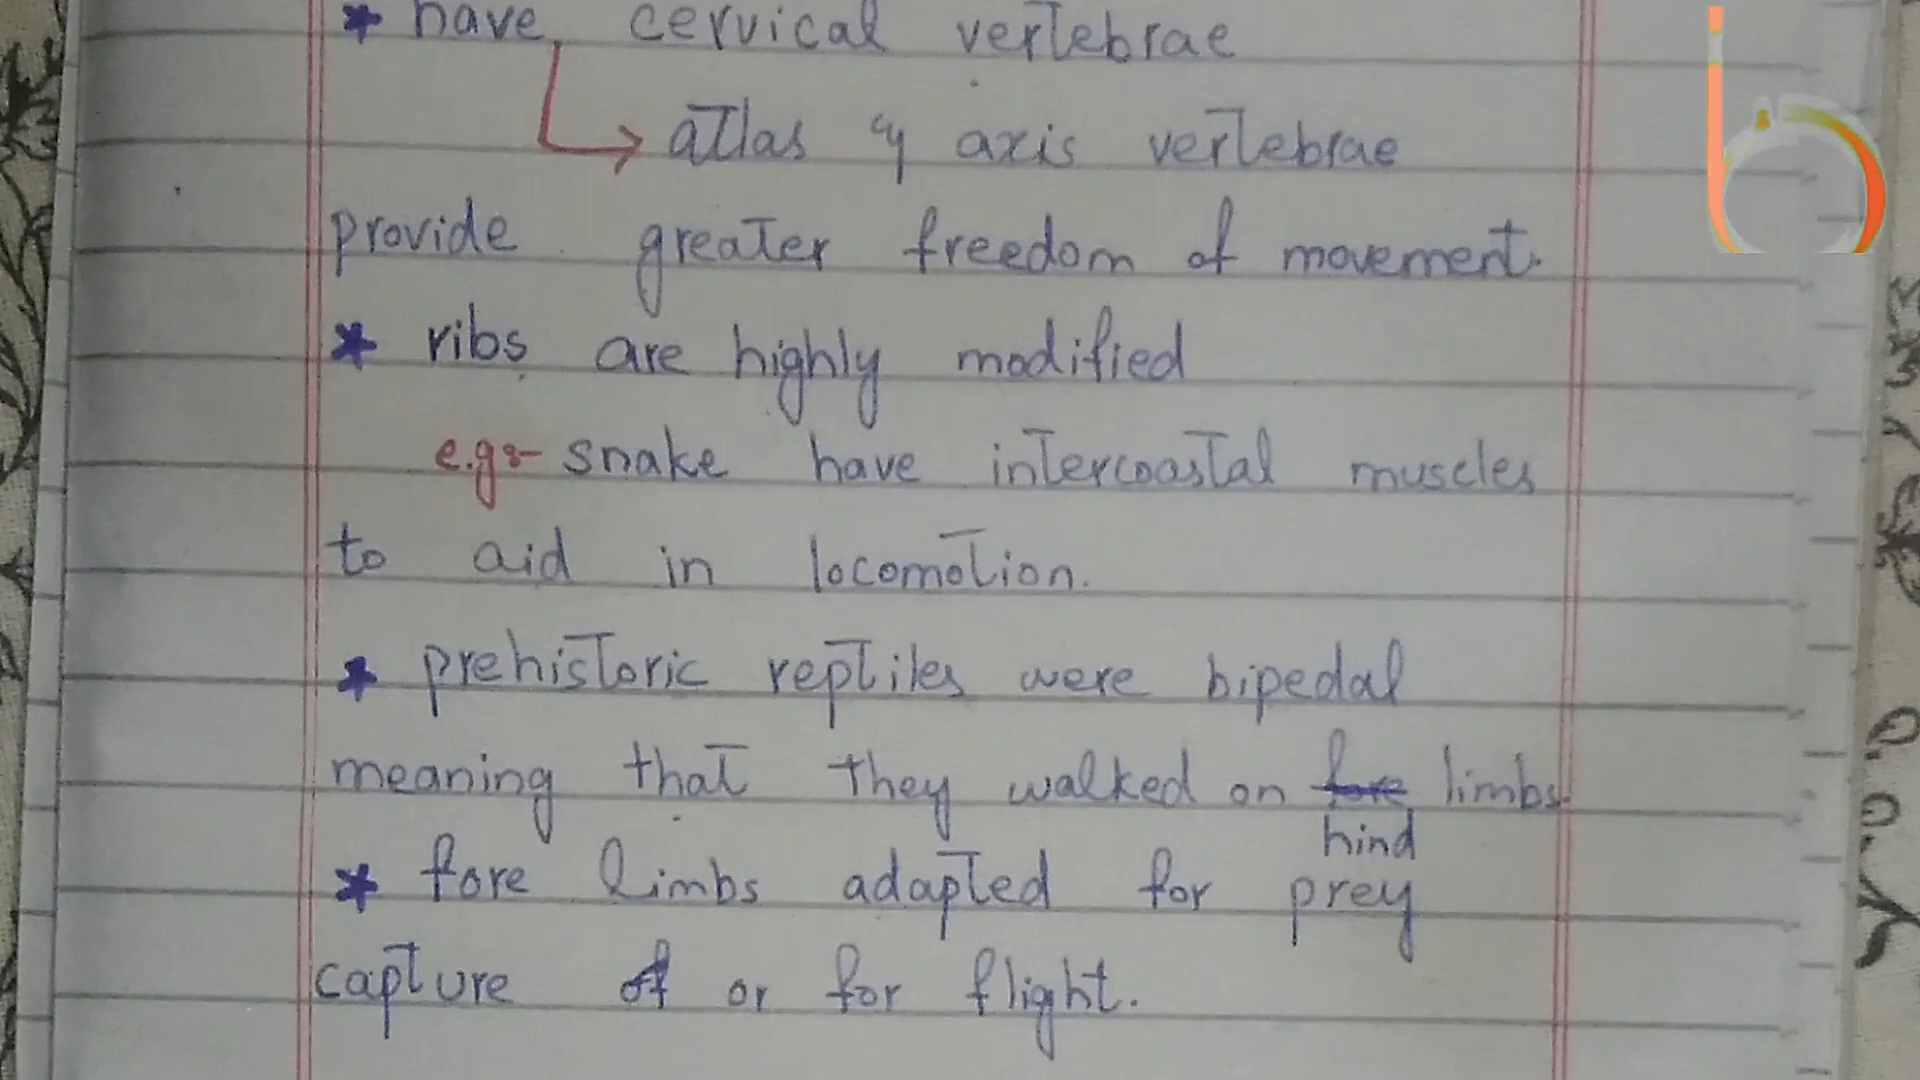 * have cervical vertebrae
→ atlas & axis vertebrae
provide greater freedom of movement.
* ribs are highly modified
e.g:- snake have intercoastal muscles
to aid in locomotion.
* prehistoric reptiles were bipedal
meaning that they walked on fore limbs
hind
* fore limbs adapted for prey
capture of or for flight.